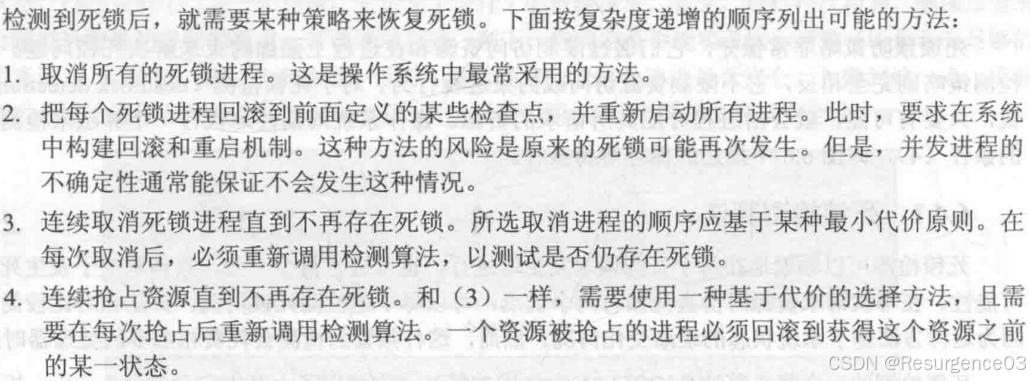 检测到死锁后，就需要某种策略来恢复死锁。下面按复杂度递增的顺序列出可能的方法：
1. 取消所有的死锁进程。这是操作系统中最常采用的方法。
2. 把每个死锁进程回滚到前面定义的某些检查点，并重新启动所有进程。此时，要求在系统
中构建回滚和重启机制。这种方法的风险是原来的死锁可能再次发生。但是，并发进程的
不确定性通常能保证不会发生这种情况。
3. 连续取消死锁进程直到不再存在死锁。所选取消进程的顺序应基于某种最小代价原则。在
每次取消后，必须重新调用检测算法，以测试是否仍存在死锁。
4. 连续抢占资源直到不再存在死锁。和（3）一样，需要使用一种基于代价的选择方法，且需
要在每次抢占后重新调用检测算法。一个资源被抢占的进程必须回滚到获得这个资源之前
的某一状态。
CSDN @Resurgence03